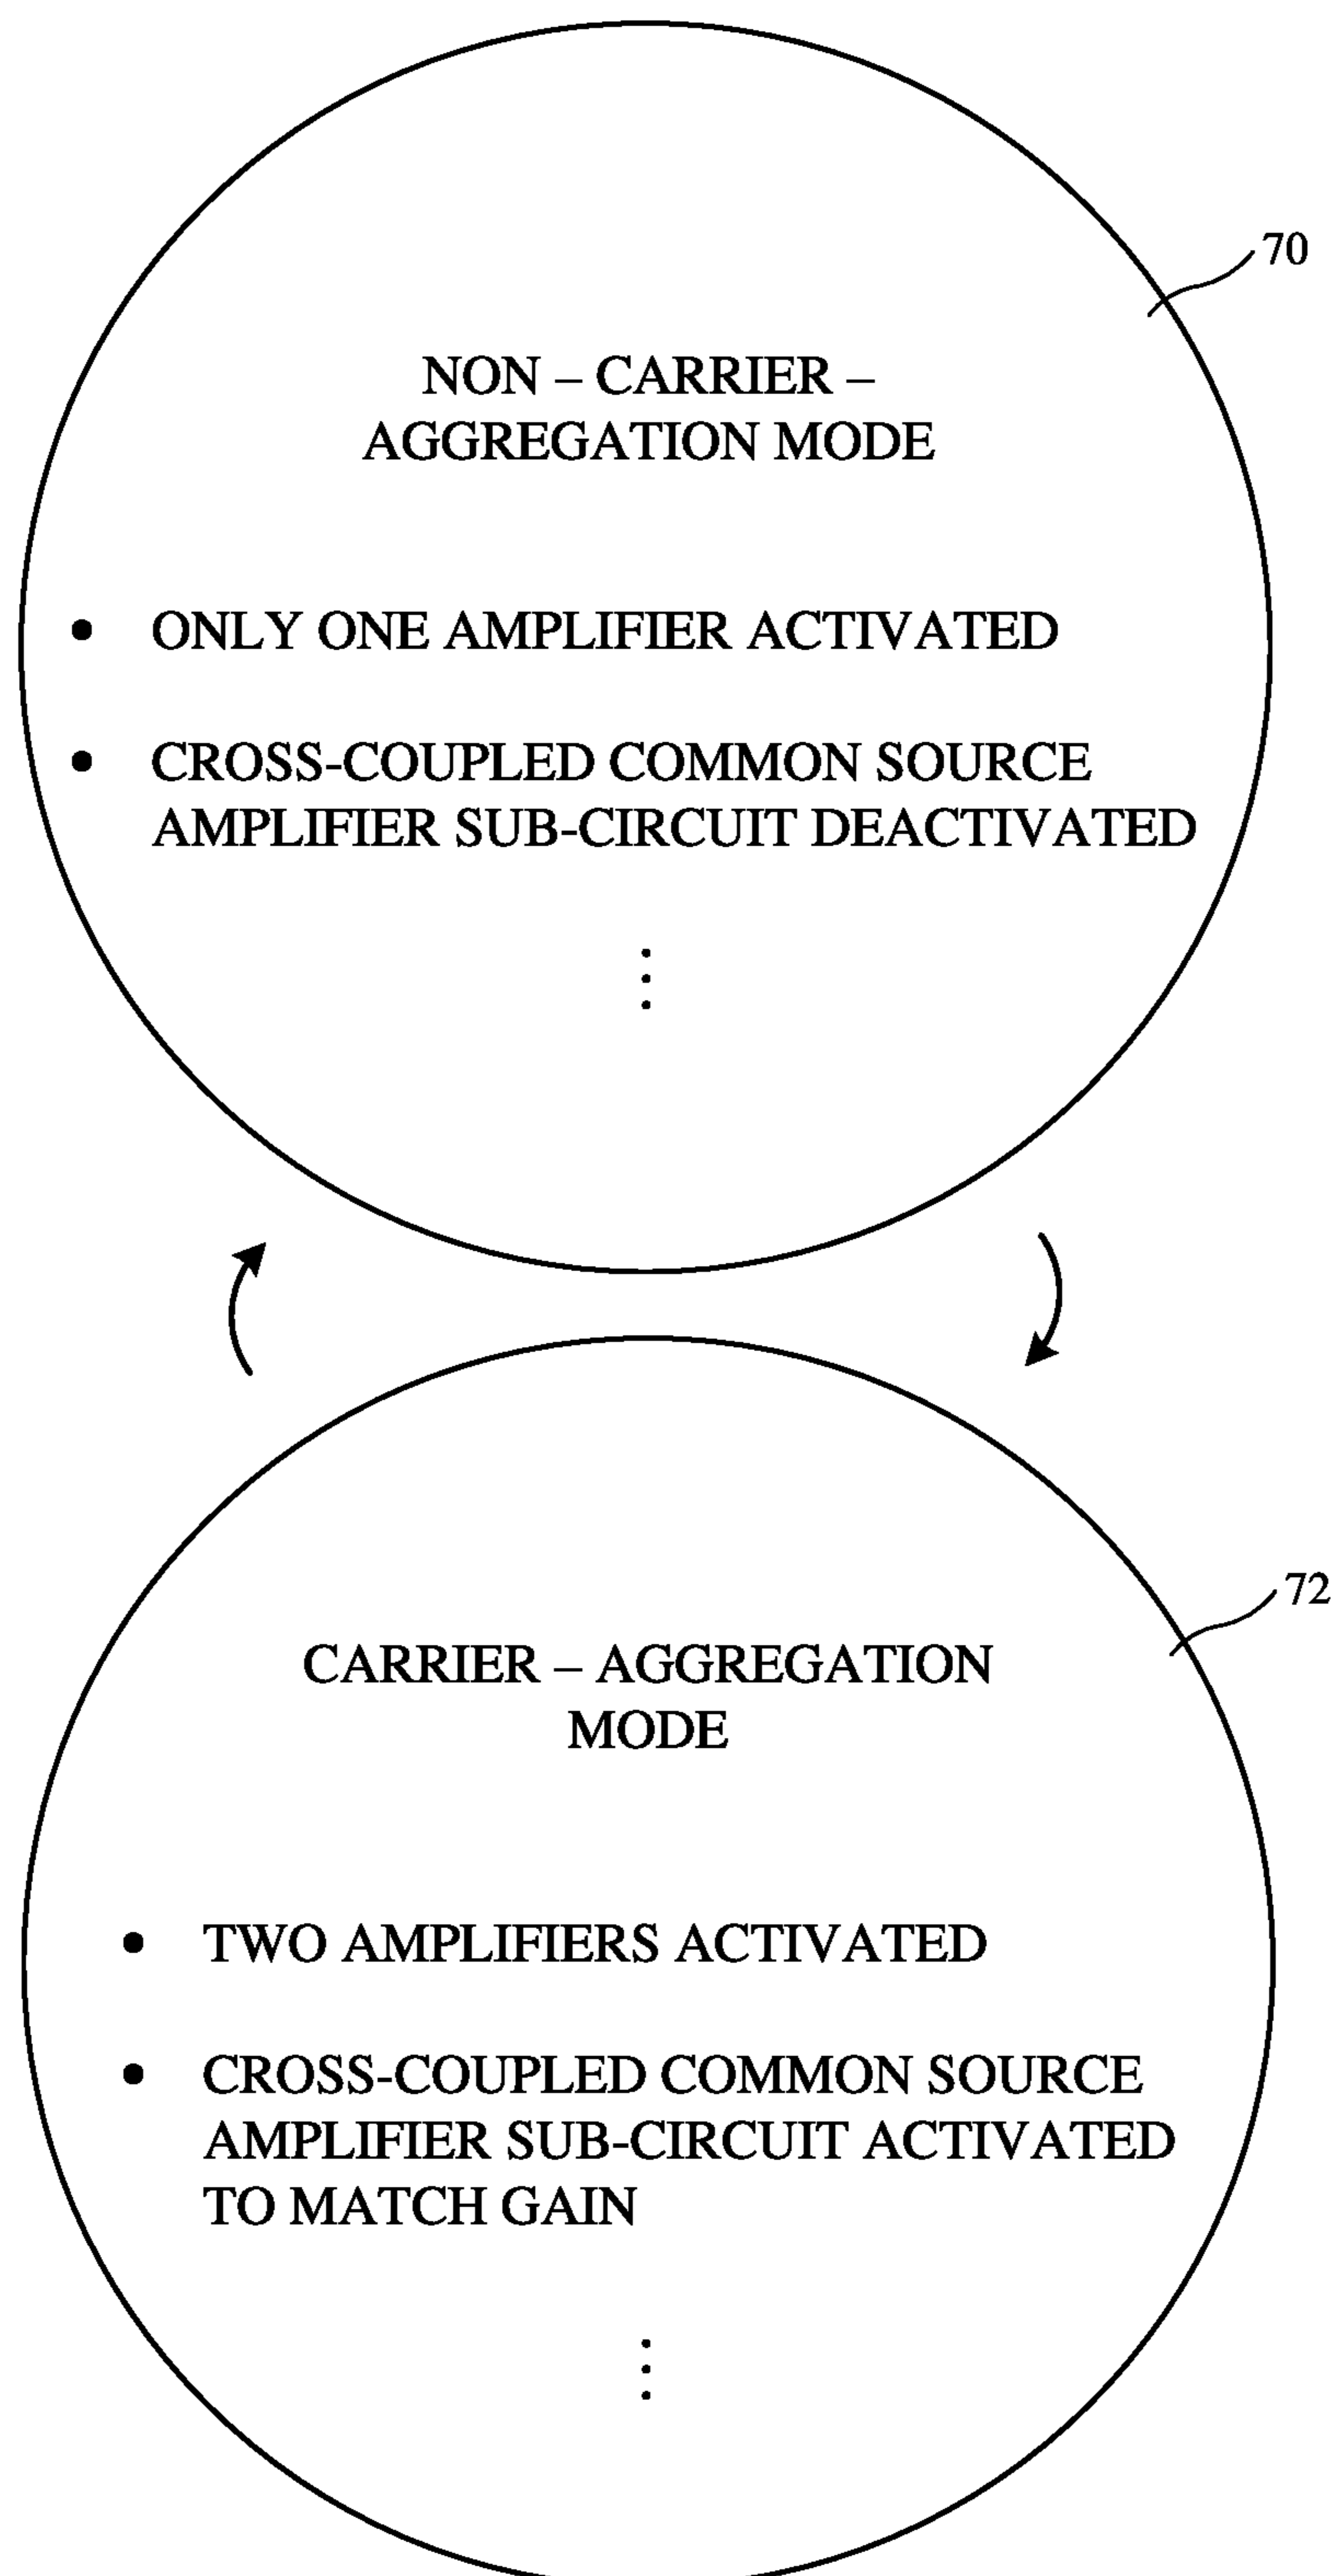 70
NON – CARRIER –
AGGREGATION MODE
• ONLY ONE AMPLIFIER ACTIVATED
• CROSS-COUPLED COMMON SOURCE
AMPLIFIER SUB-CIRCUIT DEACTIVATED
⋮
72
CARRIER – AGGREGATION
MODE
• TWO AMPLIFIERS ACTIVATED
• CROSS-COUPLED COMMON SOURCE
AMPLIFIER SUB-CIRCUIT ACTIVATED
TO MATCH GAIN
⋮